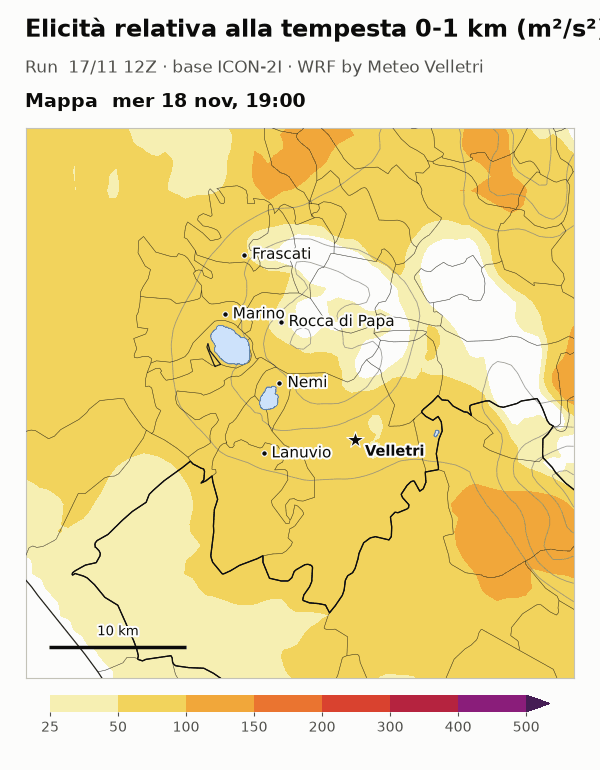 Elicità relativa alla tempesta 0-1 km (m²/s²)
Run 17/11 12Z · base ICON-2I · WRF by Meteo Velletri
Mappa mer 18 nov, 19:00
Frascati
Marino
Rocca di Papa
Nemi
Velletri
Lanuvio
10 km
25 50 100 150 200 300 400 500